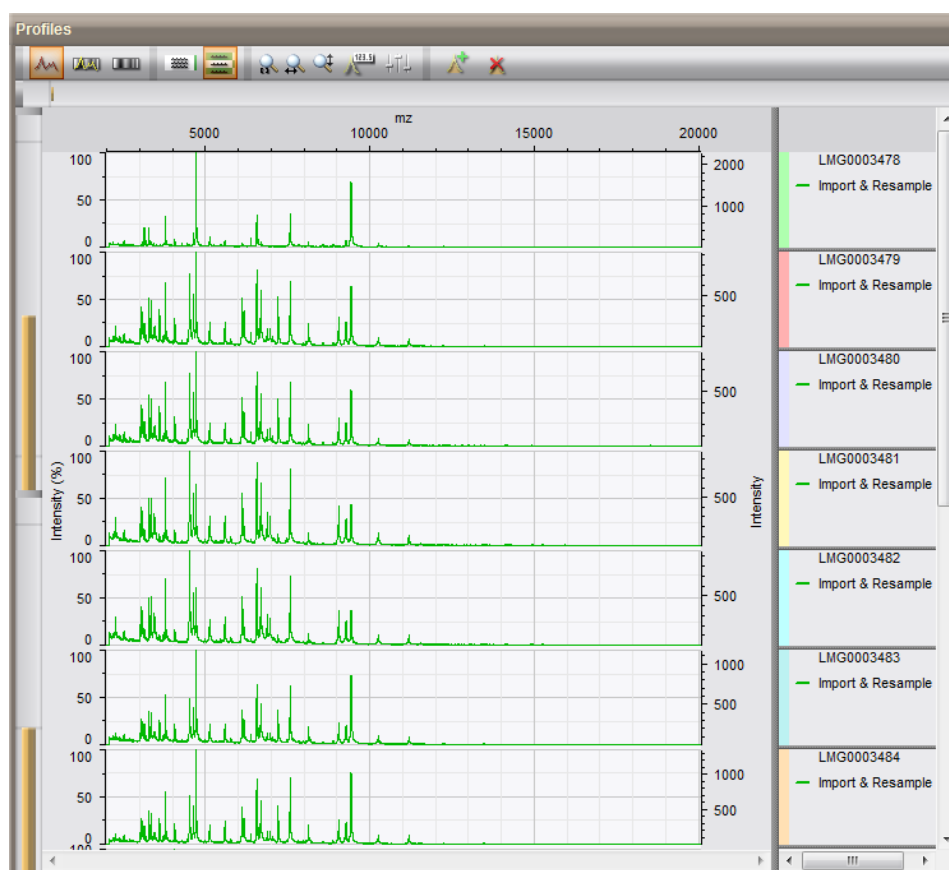 Profiles
123.5
mz
5000 10000 15000 20000
100 50 0 2000 1000
LMG0003478
Import & Resample
100 50 0 500
LMG0003479
Import & Resample
100 50 0 500
LMG0003480
Import & Resample
Intensity (%)
100 50 0 500
Intensity
LMG0003481
Import & Resample
100 50 0 500
LMG0003482
Import & Resample
100 50 0 1000 500
LMG0003483
Import & Resample
100 50 0 1000 500
LMG0003484
Import & Resample
100